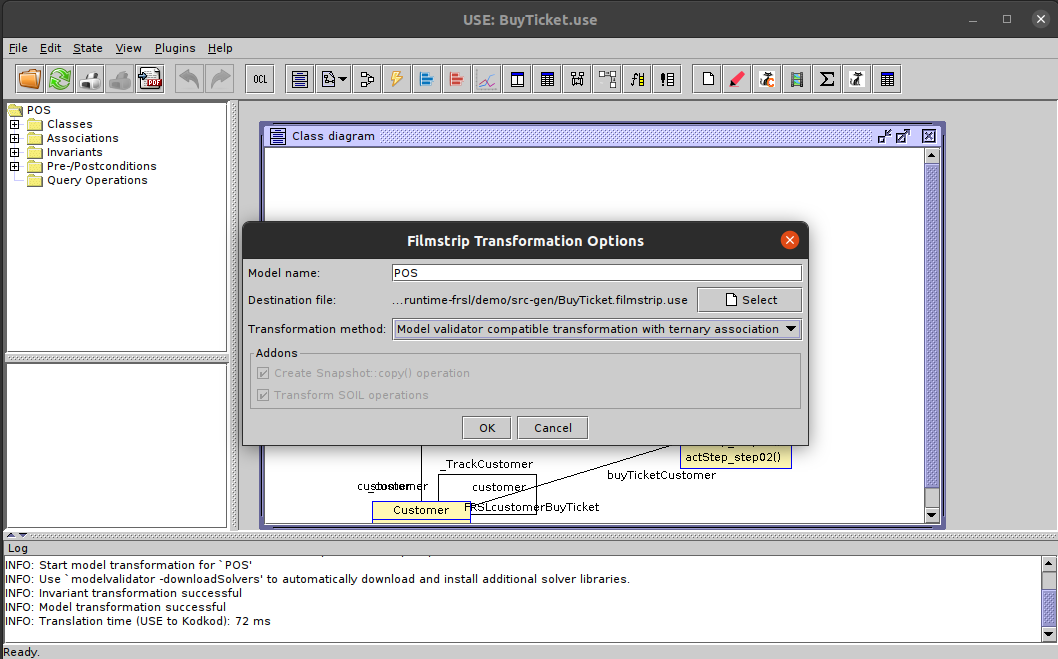 USE: BuyTicket.use
File Edit State View Plugins Help
PDF OCL C
POS
Classes
Associations
Invariants
Pre-/Postconditions
Query Operations
Class diagram
Filmstrip Transformation Options
Model name: POS
Destination file: ...runtime-frsl/demo/src-gen/BuyTicket.filmstrip.use Select
Transformation method: Model validator compatible transformation with ternary association
Addons
Create Snapshot::copy() operation
Transform SOIL operations
OK Cancel
actStep_step02()
_TrackCustomer
buyTicketCustomer
customer
customer
FRSLcustomerBuyTicket
Customer
Log
INFO: Start model transformation for `POS'
INFO: Use `modelvalidator -downloadSolvers' to automatically download and install additional solver libraries.
INFO: Invariant transformation successful
INFO: Model transformation successful
INFO: Translation time (USE to Kodkod): 72 ms
Ready.